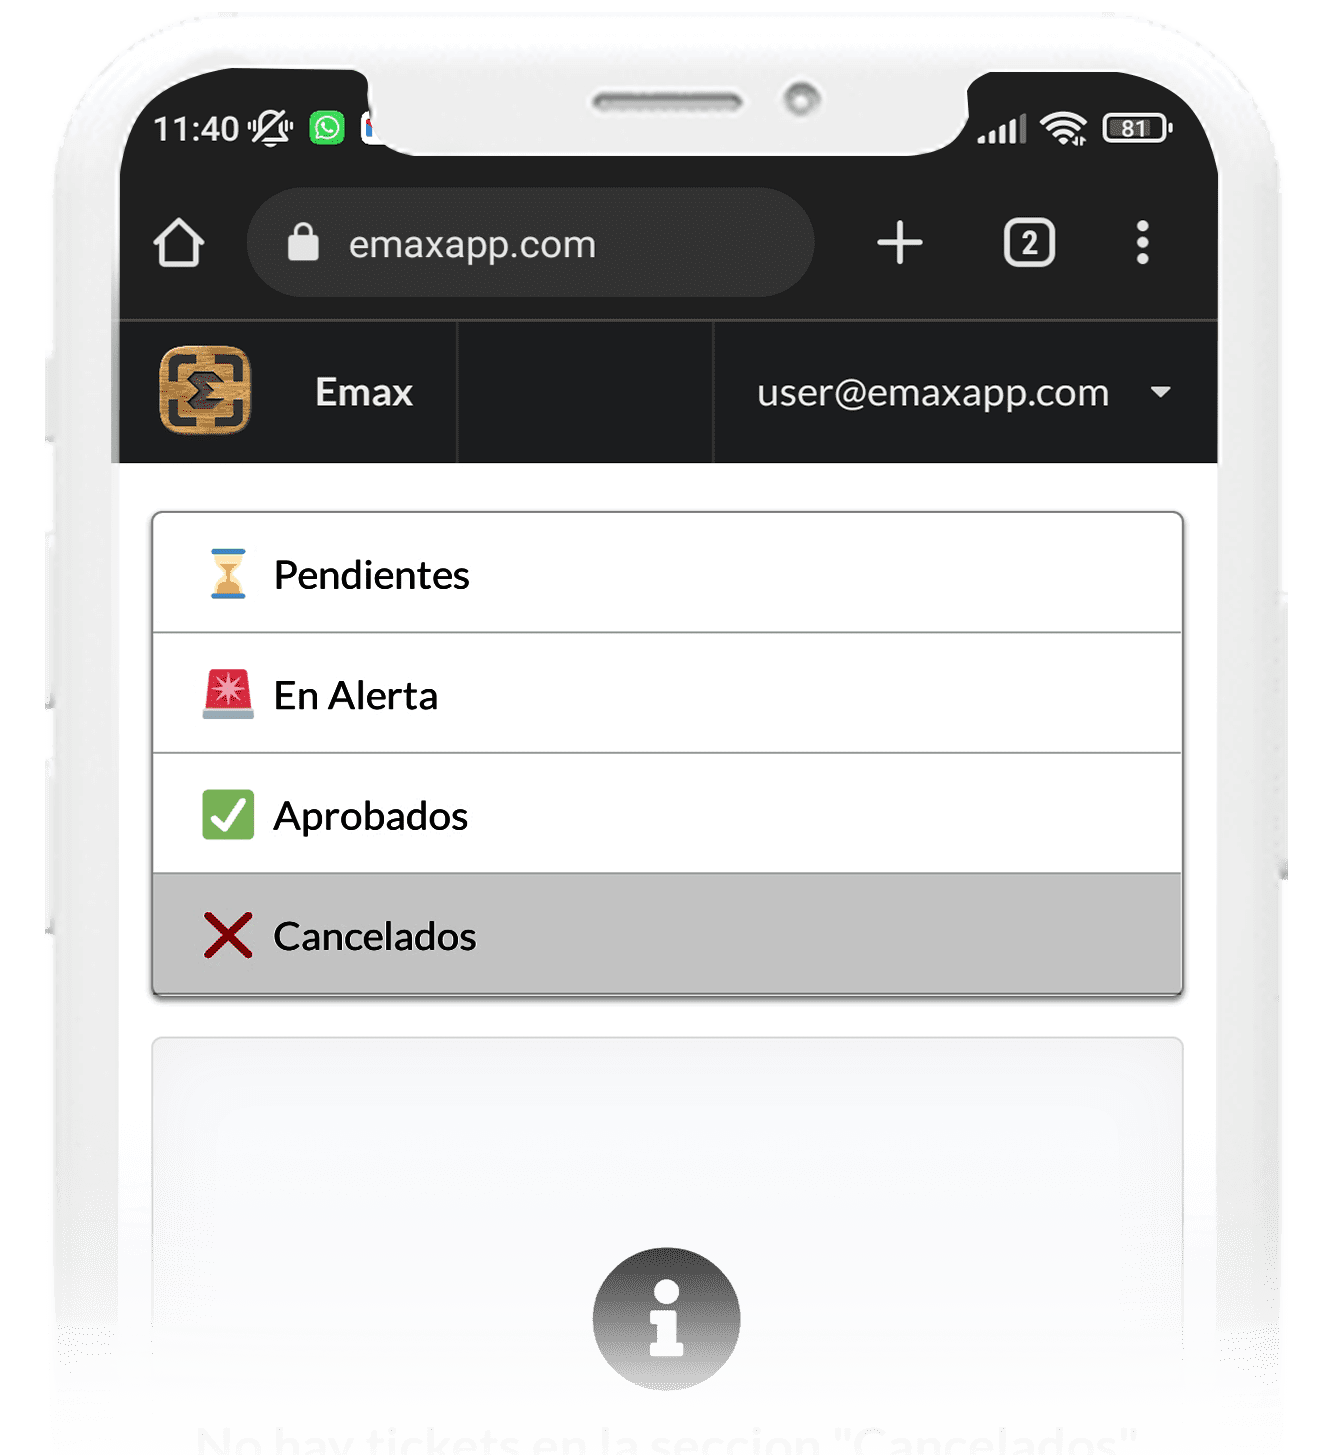 11:40
81
emaxapp.com
2
Emax
user@emaxapp.com
Pendientes
En Alerta
Aprobados
Cancelados
No hay tickets en la seccion "Cancelados"